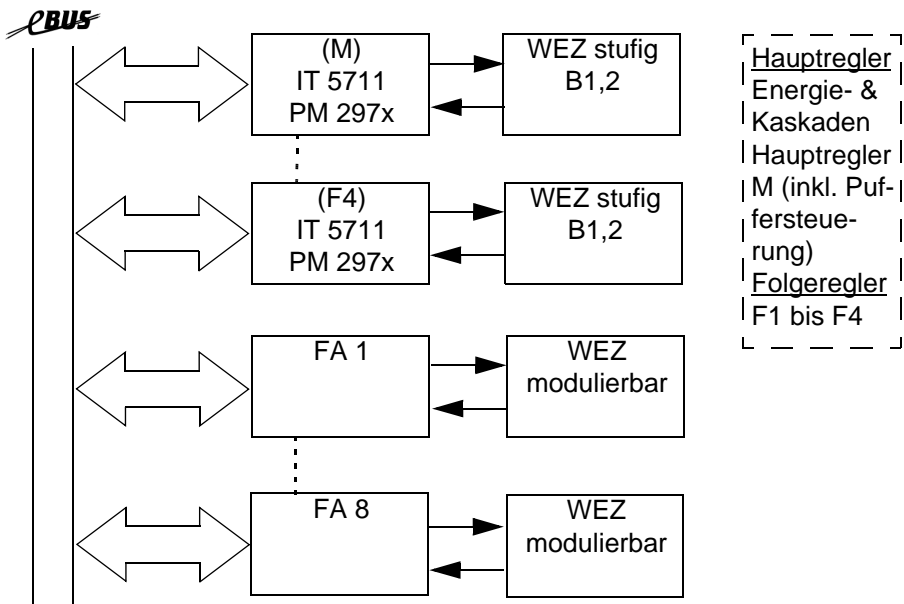 eBUS
(M)
IT 5711
PM 297x
WEZ stufig
B1,2
(F4)
IT 5711
PM 297x
WEZ stufig
B1,2
FA 1
WEZ
modulierbar
FA 8
WEZ
modulierbar
Hauptregler
Energie- &
Kaskaden
Hauptregler
M (inkl. Puf-
fersteue-
rung)
Folgeregler
F1 bis F4